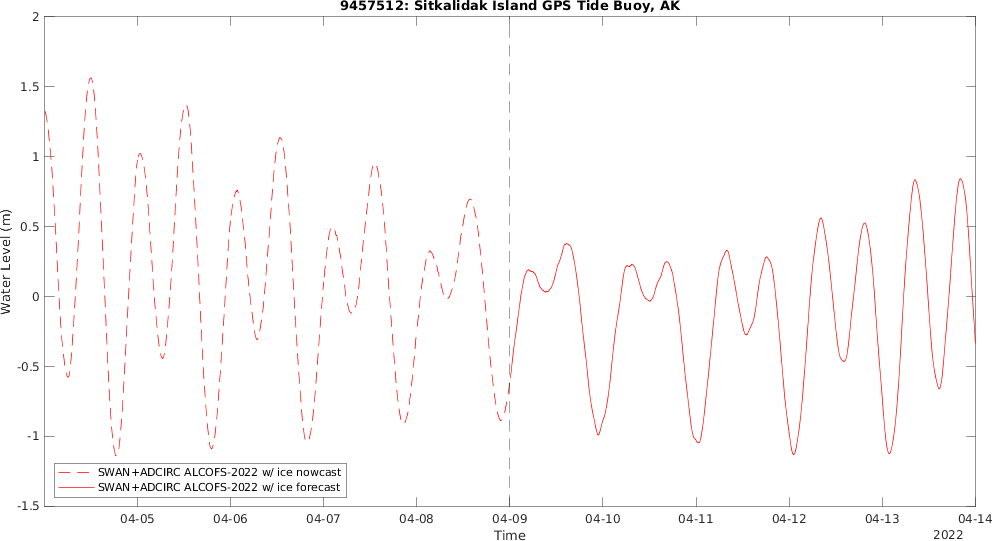 9457512: Sitkalidak Island GPS Tide Buoy, AK
2
1.5
1
0.5
0
-0.5
-1
-1.5
Water Level (m)
SWAN+ADCIRC ALCOFS-2022 w/ ice nowcast
SWAN+ADCIRC ALCOFS-2022 w/ ice forecast
04-05 04-06 04-07 04-08 04-09 04-10 04-11 04-12 04-13 04-14
Time
2022